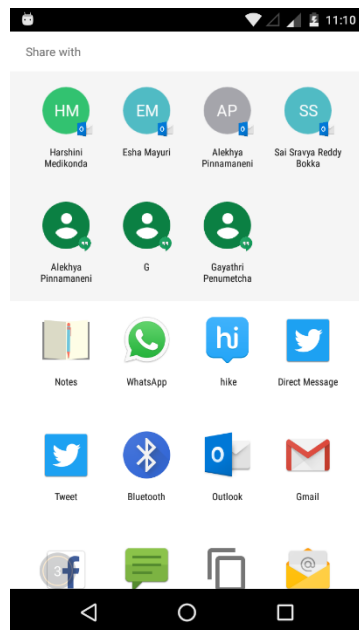 11:10
Share with
HM
EM
AP
SS
Harshini
Medikonda
Esha Mayuri
Alekhya
Pinnamaneni
Sai Sravya Reddy
Bokka
Alekhya
Pinnamaneni
G
Gayathri
Penumetcha
hi
Notes
WhatsApp
hike
Direct Message
Tweet
Bluetooth
Outlook
Gmail